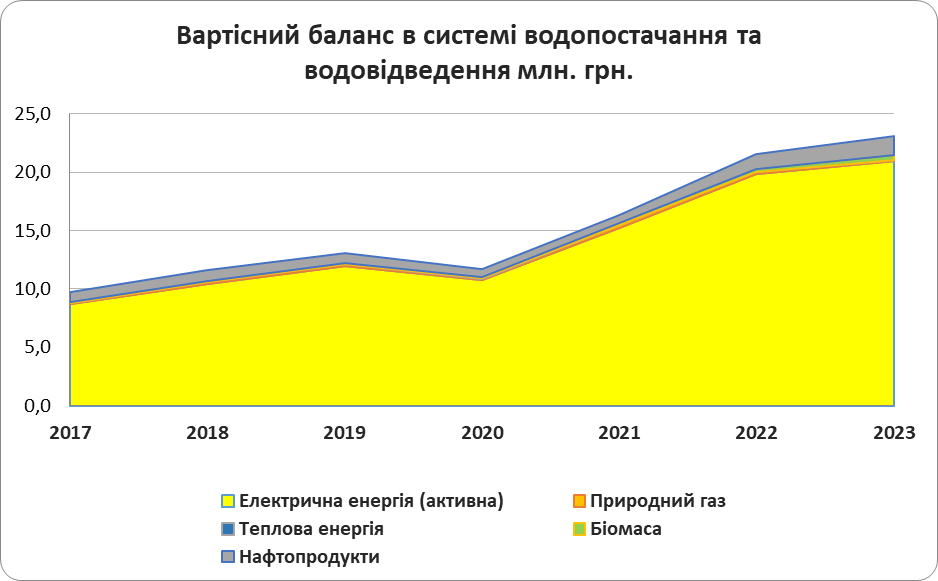 Вартісний баланс в системі водопостачання та
водовідведення млн. грн.
25,0
20,0
15,0
10,0
5,0
0,0
2017 2018 2019 2020 2021 2022 2023
Електрична енергія (активна) Природний газ
Теплова енергія Біомаса
Нафтопродукти